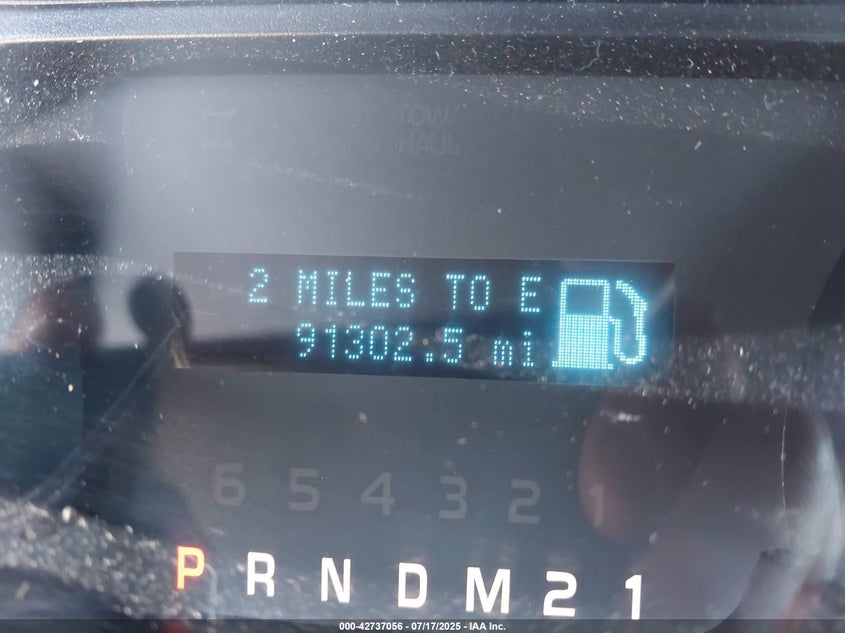 TOW/
HAUL
2 MILES TO E
91302.5 mi
6 5 4 3 2 1
P R N D M 2 1
000-42737056 - 07/17/2025 - IAA Inc.